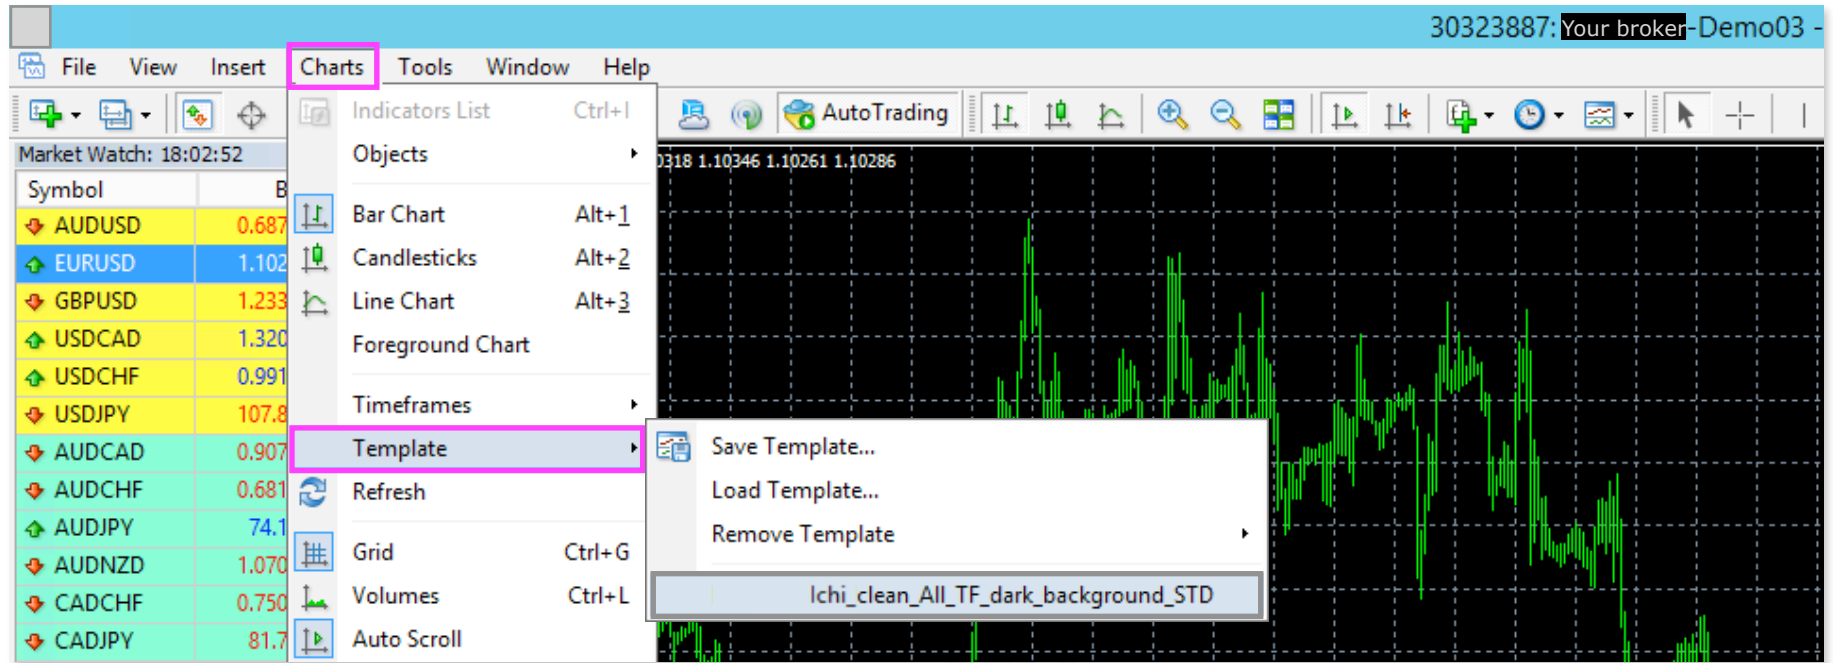 30323887: Your broker-Demo03 -
File View Insert Charts Tools Window Help
AutoTrading
Market Watch: 18:02:52
Symbol B
AUDUSD 0.687
EURUSD 1.102
GBPUSD 1.233
USDCAD 1.320
USDCHF 0.991
USDJPY 107.8
AUDCAD 0.907
AUDCHF 0.681
AUDJPY 74.1
AUDNZD 1.070
CADCHF 0.750
CADJPY 81.7
Indicators List Ctrl+I
Objects
Bar Chart Alt+1
Candlesticks Alt+2
Line Chart Alt+3
Foreground Chart
Timeframes
Template
Refresh
Grid Ctrl+G
Volumes Ctrl+L
Auto Scroll
Save Template...
Load Template...
Remove Template
Ichi_clean_All_TF_dark_background_STD
0318 1.10346 1.10261 1.10286